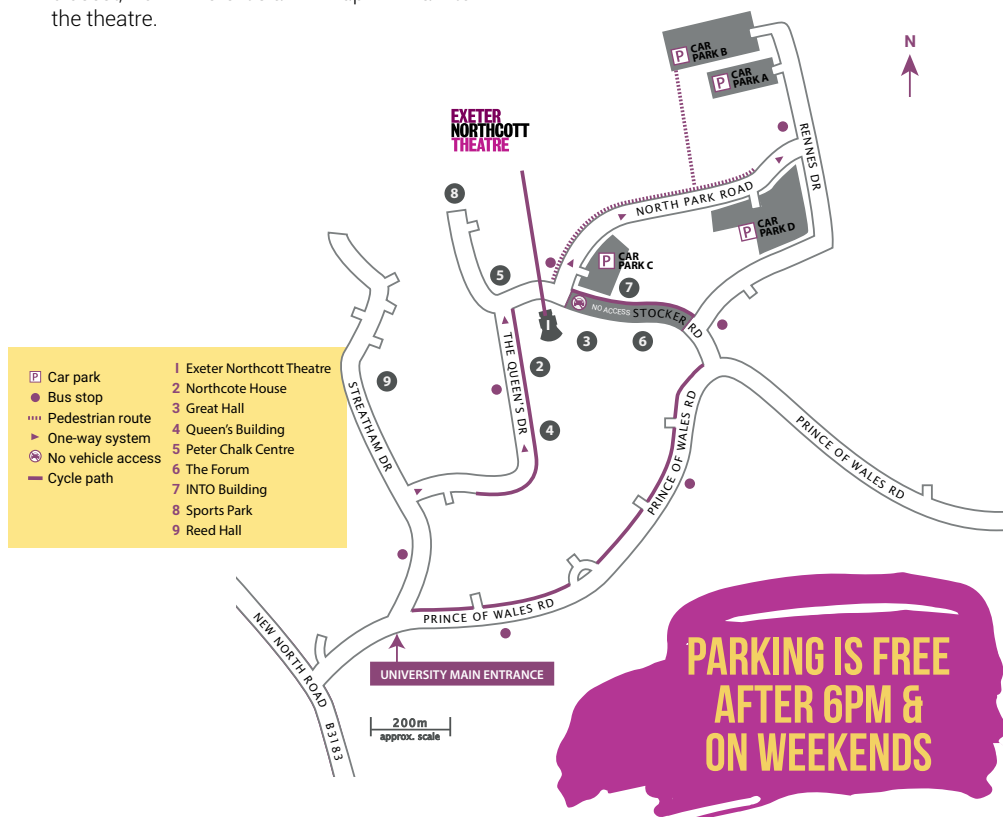 the theatre.
EXETER
NORTHCOTT
THEATRE
N
P CAR
PARK B
P CAR
PARK A
RENNES DR
NORTH PARK ROAD
P CAR
PARK D
P CAR
PARK C
8
5
7
NO ACCESS STOCKER RD
I
3
6
2
THE QUEEN'S DR
4
9
STREATHAM DR
PRINCE OF WALES RD
PRINCE OF WALES RD
PRINCE OF WALES RD
NEW NORTH ROAD B3183
UNIVERSITY MAIN ENTRANCE
200m
approx. scale
P Car park
Bus stop
Pedestrian route
One-way system
No vehicle access
Cycle path
I Exeter Northcott Theatre
2 Northcote House
3 Great Hall
4 Queen's Building
5 Peter Chalk Centre
6 The Forum
7 INTO Building
8 Sports Park
9 Reed Hall
PARKING IS FREE
AFTER 6PM &
ON WEEKENDS